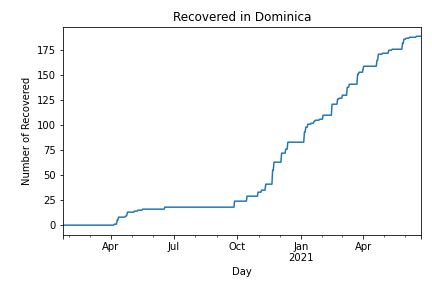 Recovered in Dominica
Number of Recovered
175
150
125
100
75
50
25
0
Apr Jul Oct Jan Apr
2021
Day